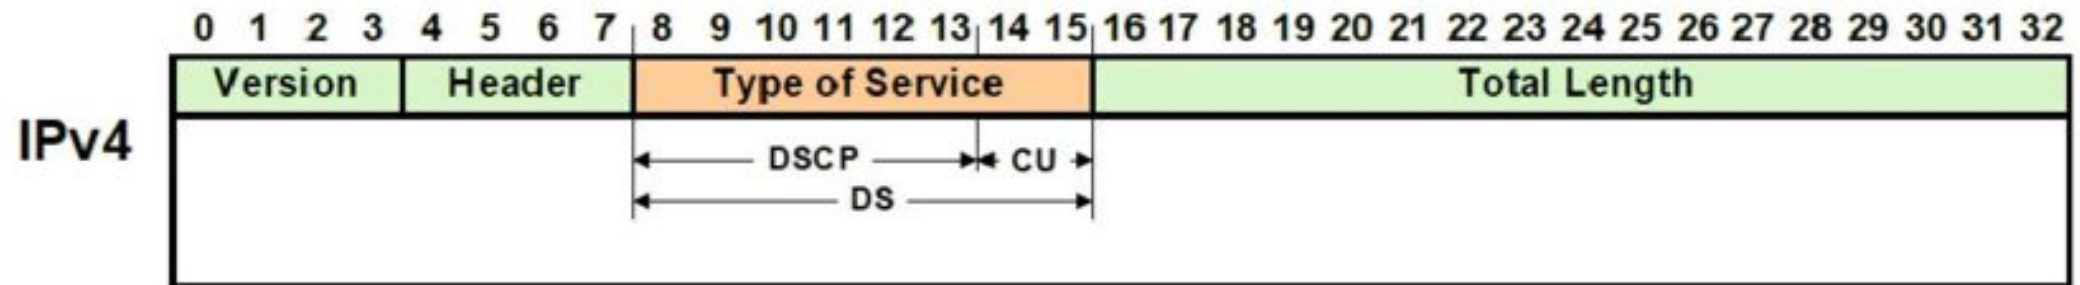 0 1 2 3 4 5 6 7 8 9 10 11 12 13 14 15 16 17 18 19 20 21 22 23 24 25 26 27 28 29 30 31 32
Version Header Type of Service Total Length
IPv4
DSCP CU
DS